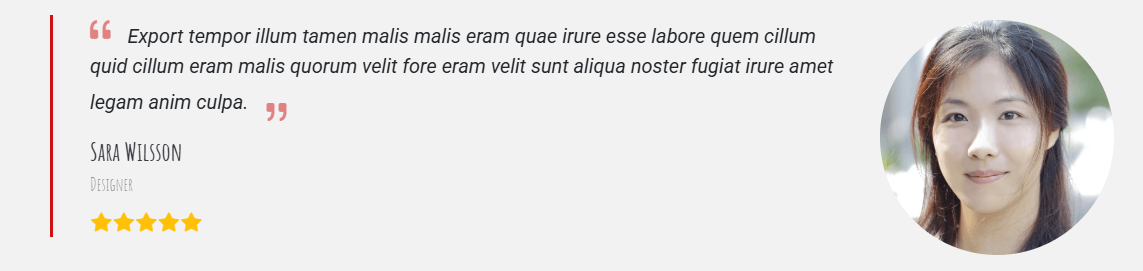 Export tempor illum tamen malis malis eram quae irure esse labore quem cillum
quid cillum eram malis quorum velit fore eram velit sunt aliqua noster fugiat irure amet
legam anim culpa.
Sara Wilsson
Designer